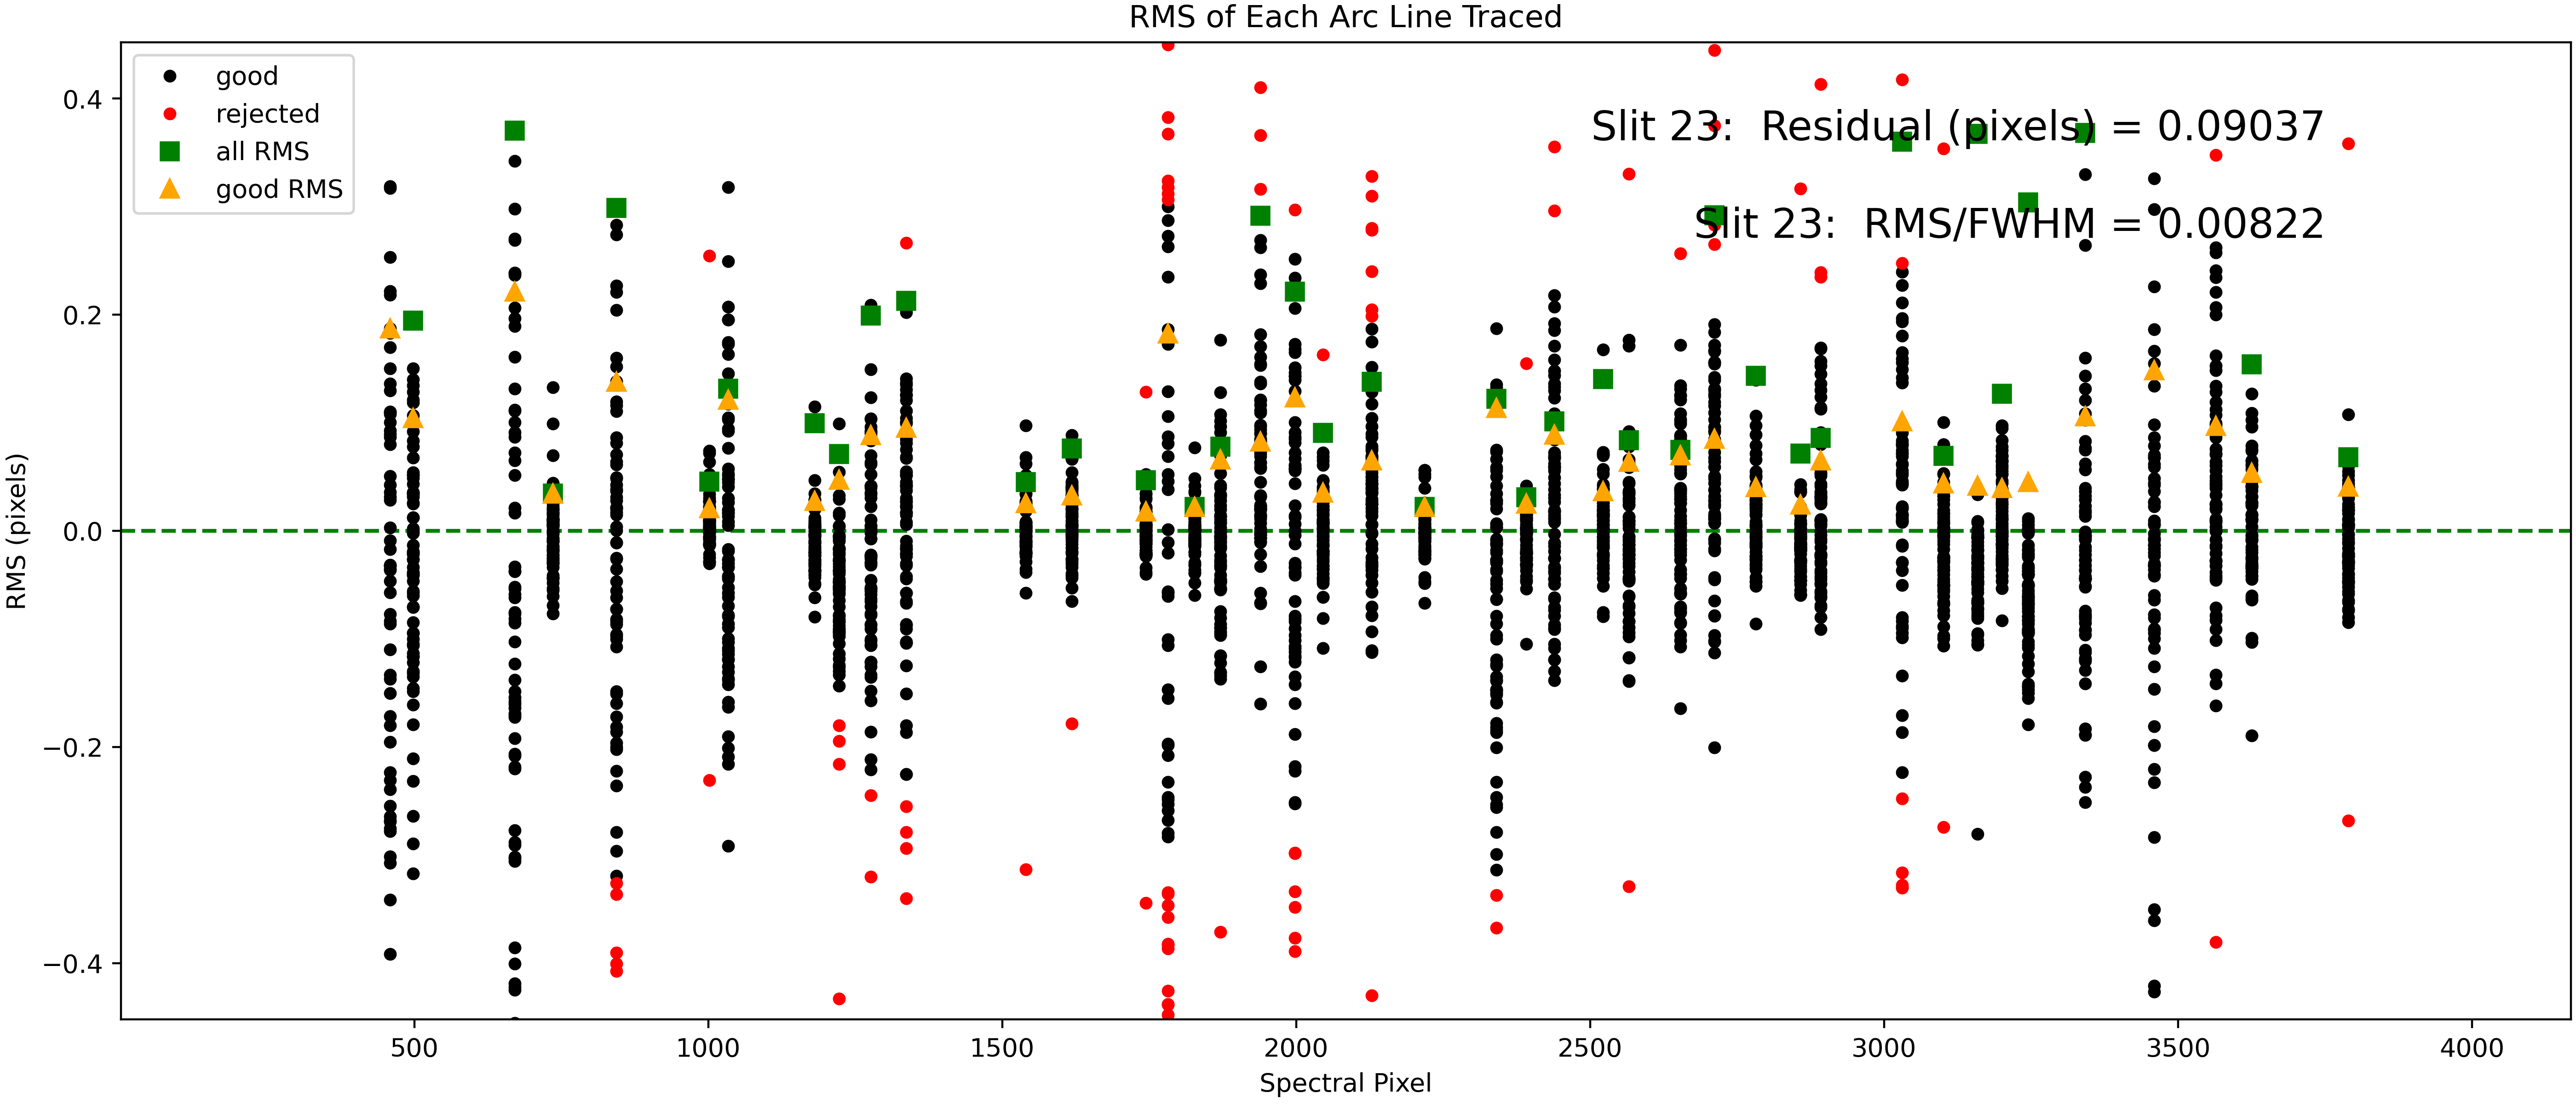 RMS of Each Arc Line Traced
good
rejected
all RMS
good RMS
Slit 23:  Residual (pixels) = 0.09037
Slit 23:  RMS/FWHM = 0.00822
RMS (pixels)
0.4
0.2
0.0
−0.2
−0.4
500 1000 1500 2000 2500 3000 3500 4000
Spectral Pixel